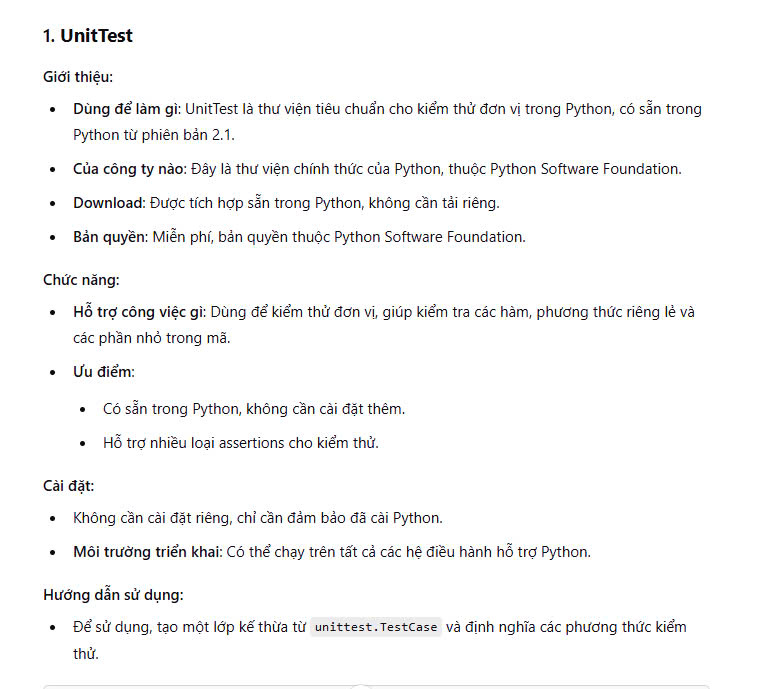 1. UnitTest
Giới thiệu:
Dùng để làm gì: UnitTest là thư viện tiêu chuẩn cho kiểm thử đơn vị trong Python, có sẵn trong
Python từ phiên bản 2.1.
Của công ty nào: Đây là thư viện chính thức của Python, thuộc Python Software Foundation.
Download: Được tích hợp sẵn trong Python, không cần tải riêng.
Bản quyền: Miễn phí, bản quyền thuộc Python Software Foundation.
Chức năng:
Hỗ trợ công việc gì: Dùng để kiểm thử đơn vị, giúp kiểm tra các hàm, phương thức riêng lẻ và
các phần nhỏ trong mã.
Ưu điểm:
Có sẵn trong Python, không cần cài đặt thêm.
Hỗ trợ nhiều loại assertions cho kiểm thử.
Cài đặt:
Không cần cài đặt riêng, chỉ cần đảm bảo đã cài Python.
Môi trường triển khai: Có thể chạy trên tất cả các hệ điều hành hỗ trợ Python.
Hướng dẫn sử dụng:
Để sử dụng, tạo một lớp kế thừa từ unittest.TestCase và định nghĩa các phương thức kiểm
thử.